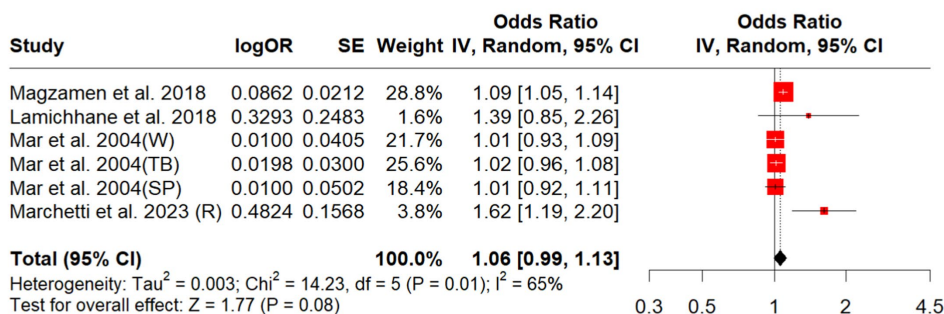 Odds Ratio Odds Ratio
Study logOR SE Weight IV, Random, 95% CI IV, Random, 95% CI
Magzamen et al. 2018 0.0862 0.0212 28.8% 1.09 [1.05, 1.14]
Lamichhane et al. 2018 0.3293 0.2483 1.6% 1.39 [0.85, 2.26]
Mar et al. 2004(W) 0.0100 0.0405 21.7% 1.01 [0.93, 1.09]
Mar et al. 2004(TB) 0.0198 0.0300 25.6% 1.02 [0.96, 1.08]
Mar et al. 2004(SP) 0.0100 0.0502 18.4% 1.01 [0.92, 1.11]
Marchetti et al. 2023 (R) 0.4824 0.1568 3.8% 1.62 [1.19, 2.20]
Total (95% CI) 100.0% 1.06 [0.99, 1.13]
Heterogeneity: Tau² = 0.003; Chi² = 14.23, df = 5 (P = 0.01); I² = 65%
Test for overall effect: Z = 1.77 (P = 0.08)
0.3 0.5 1 2 4.5